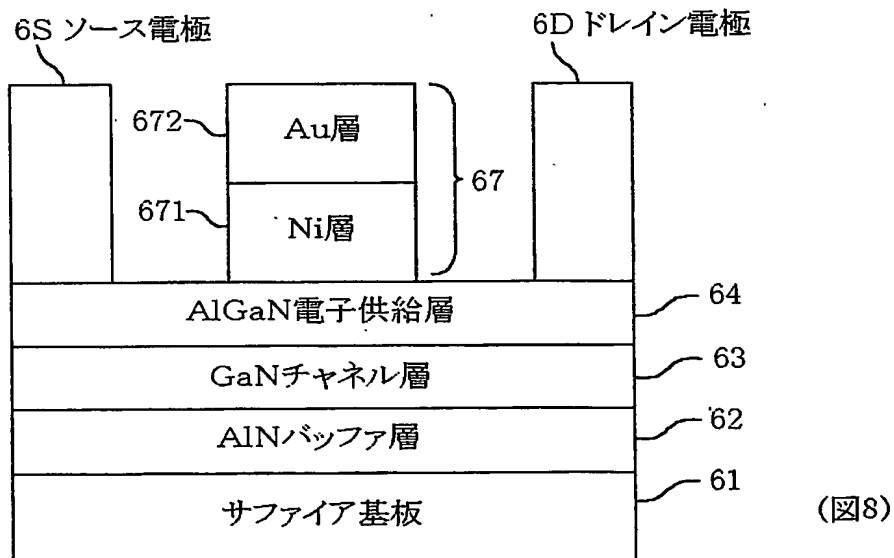 6S ソース電極
6D ドレイン電極
672
Au層
67
671
Ni層
AlGaN電子供給層
64
GaNチャネル層
63
AlNバッファ層
62
サファイア基板
61
(図8)